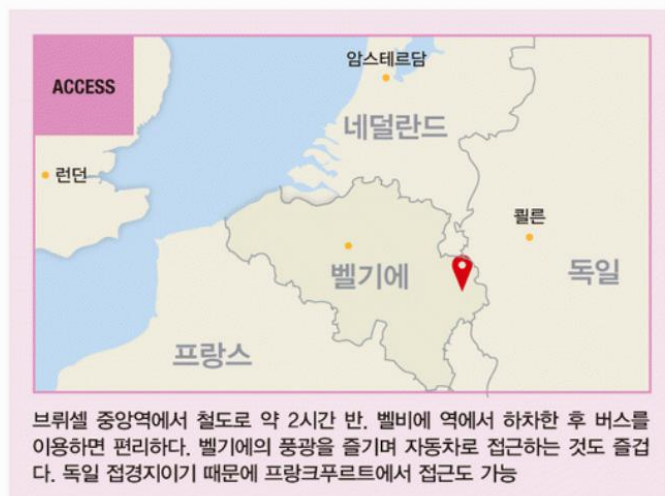 ACCESS
암스테르담
네덜란드
런던
쾰른
벨기에
독일
프랑스
브뤼셀 중앙역에서 철도로 약 2시간 반. 벨비에 역에서 하차한 후 버스를
이용하면 편리하다. 벨기에의 풍광을 즐기며 자동차로 접근하는 것도 즐겁
다. 독일 접경지이기 때문에 프랑크푸르트에서 접근도 가능